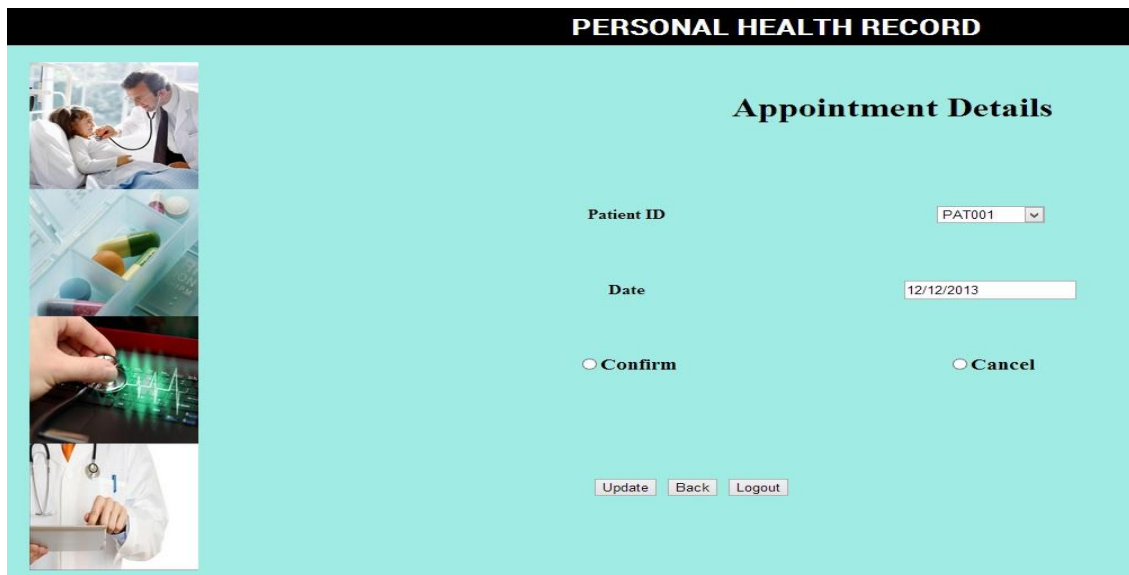 PERSONAL HEALTH RECORD
Appointment Details
Patient ID PAT001
Date 12/12/2013
Confirm Cancel
Update Back Logout